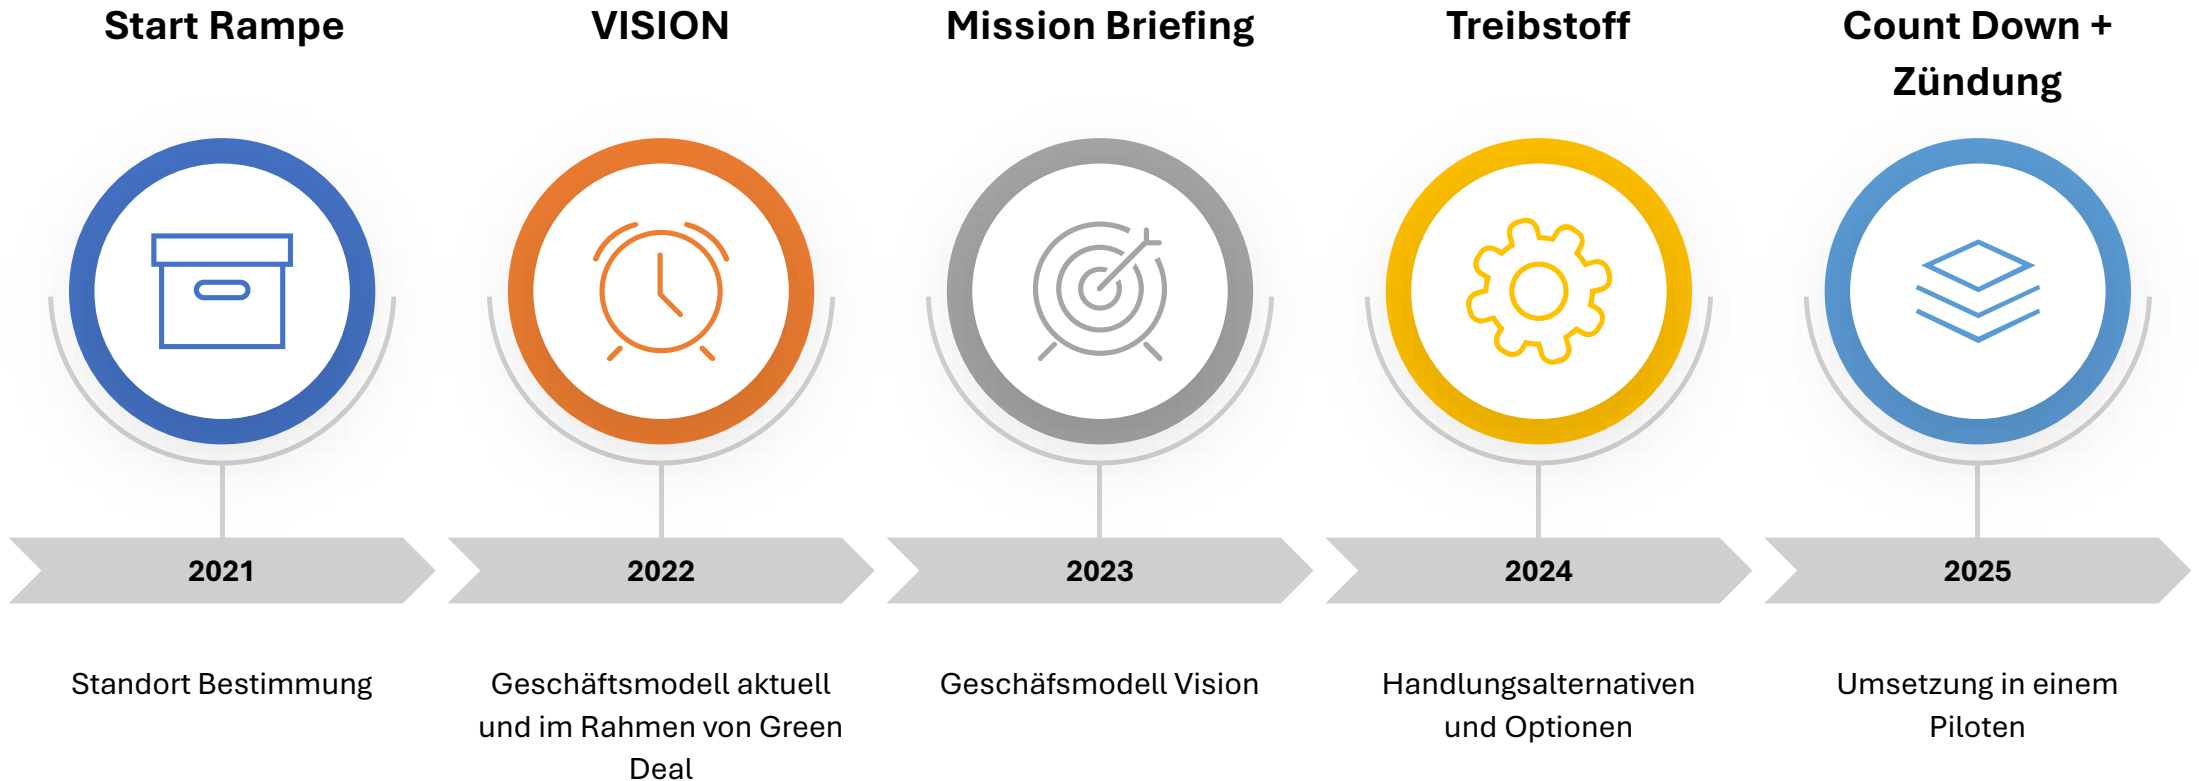 Start Rampe
VISION
Mission Briefing
Treibstoff
Count Down +
Zündung
2021
2022
2023
2024
2025
Standort Bestimmung
Geschäftsmodell aktuell
und im Rahmen von Green
Deal
Geschäfsmodell Vision
Handlungsalternativen
und Optionen
Umsetzung in einem
Piloten